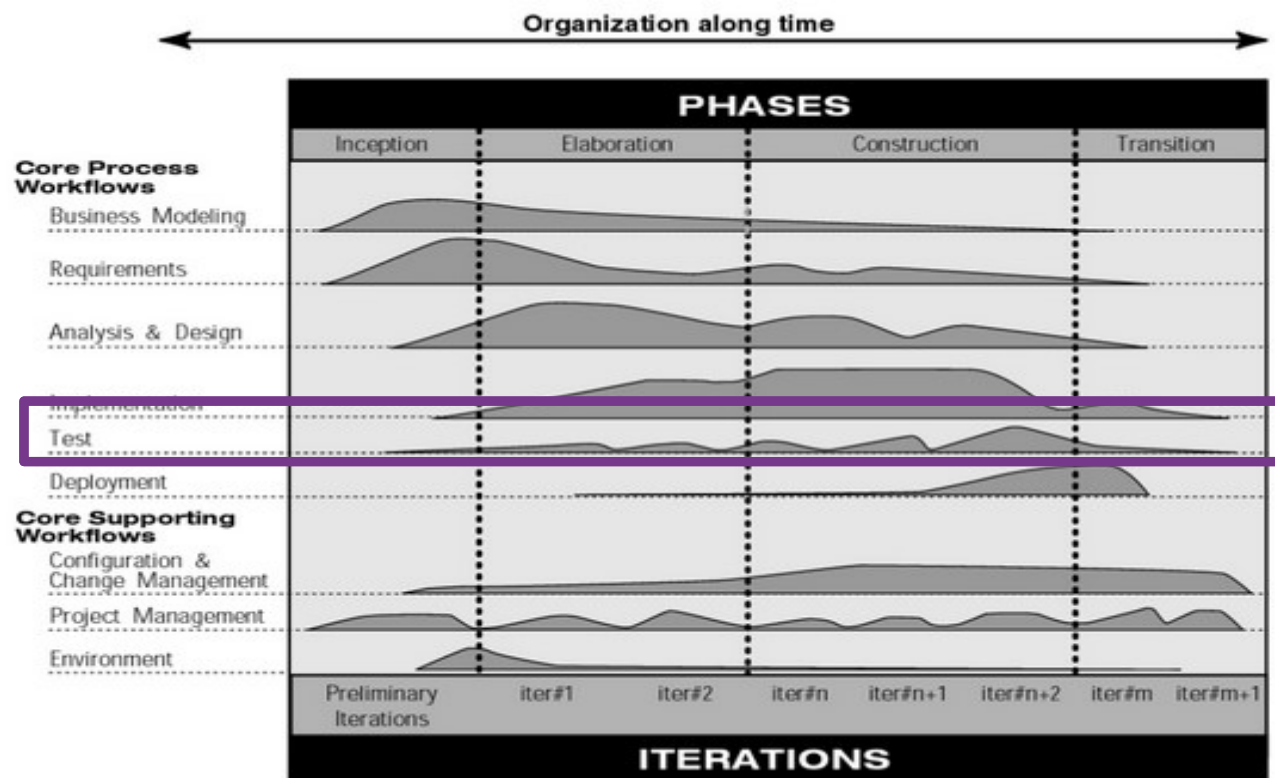 Organization along time
PHASES
Inception Elaboration Construction Transition
Core Process
Workflows
Business Modeling
Requirements
Analysis & Design
Implementation
Test
Deployment
Core Supporting
Workflows
Configuration &
Change Management
Project Management
Environment
Preliminary
Iterations
iter#1 iter#2 iter#n iter#n+1 iter#n+2 iter#m iter#m+1
ITERATIONS